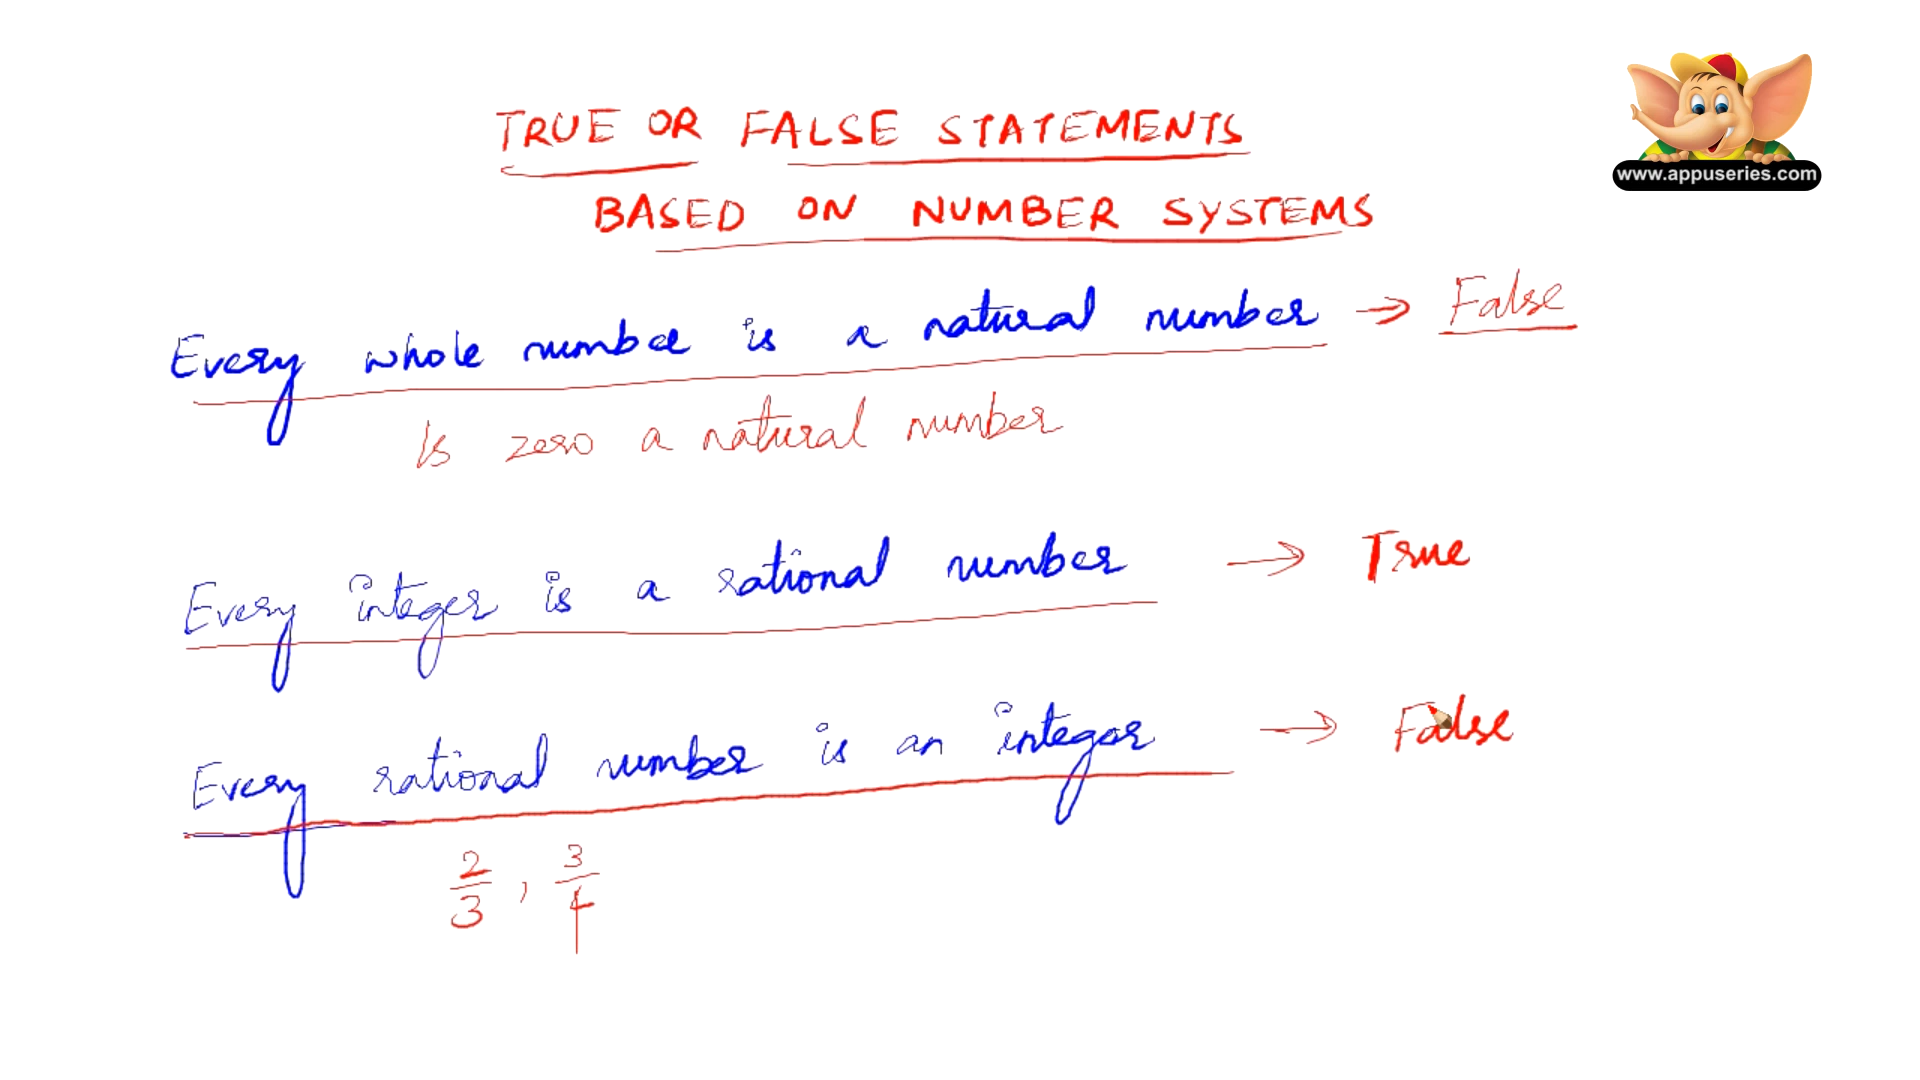 TRUE OR FALSE STATEMENTS
www.appuseries.com
BASED ON NUMBER SYSTEMS
Every whole number is a natural number → False
Is zero a natural number
Every integer is a rational number → True
Every rational number is an integer → False
2/3, 3/4